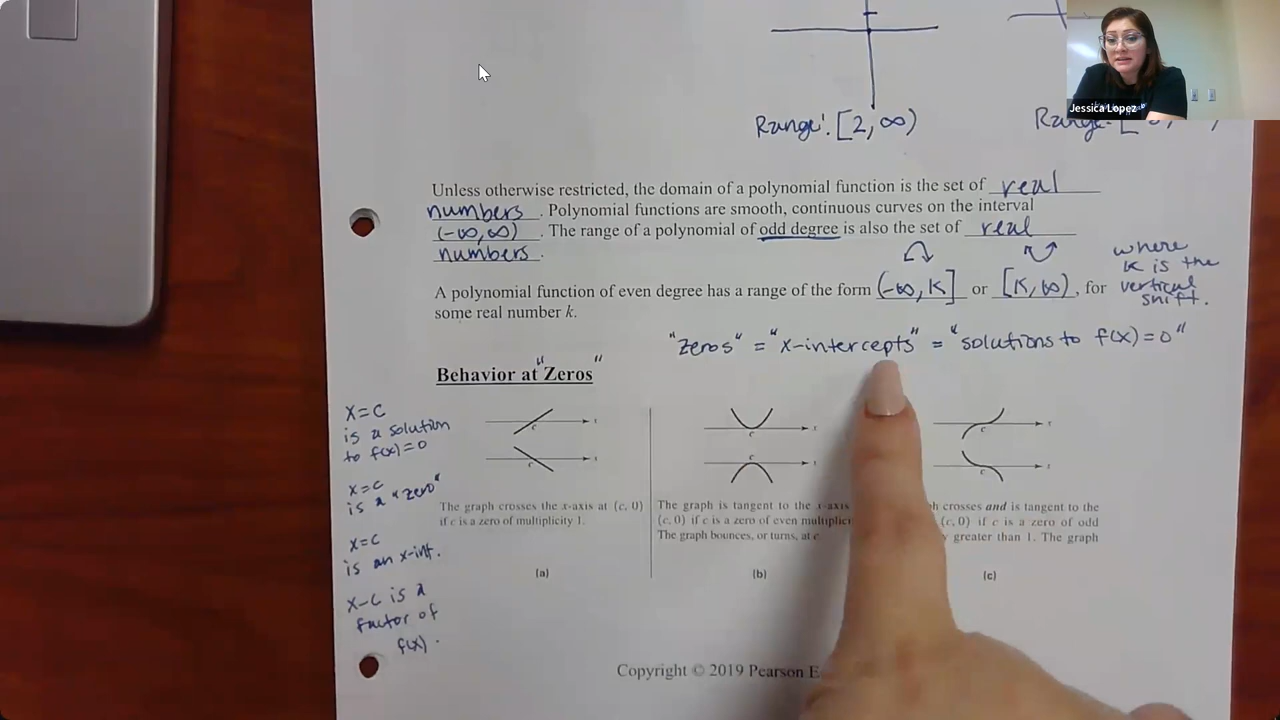 Jessica Lopez
Range: [2, ∞)
Range: [
Unless otherwise restricted, the domain of a polynomial function is the set of real
numbers. Polynomial functions are smooth, continuous curves on the interval
(-∞, ∞). The range of a polynomial of odd degree is also the set of real
numbers.
where
K is the
vertical
shift.
A polynomial function of even degree has a range of the form (-∞, K] or [K, ∞), for
some real number k.
"zeros" = "x-intercepts" = "solutions to f(x) = 0"
Behavior at "Zeros"
x=c
is a solution
to f(x)=0
x=c
is a "zero"
x=c
is an x-int.
x-c is a
factor of
f(x).
c
c
The graph crosses the x-axis at (c, 0)
if c is a zero of multiplicity 1.
(a)
c
c
The graph is tangent to the x-axis
(c, 0) if c is a zero of even
The graph bounces, or turns, at c.
(b)
c
c
crosses and is tangent to the
(c, 0) if c is a zero of odd
greater than 1. The graph
(c)
Copyright © 2019 Pearson